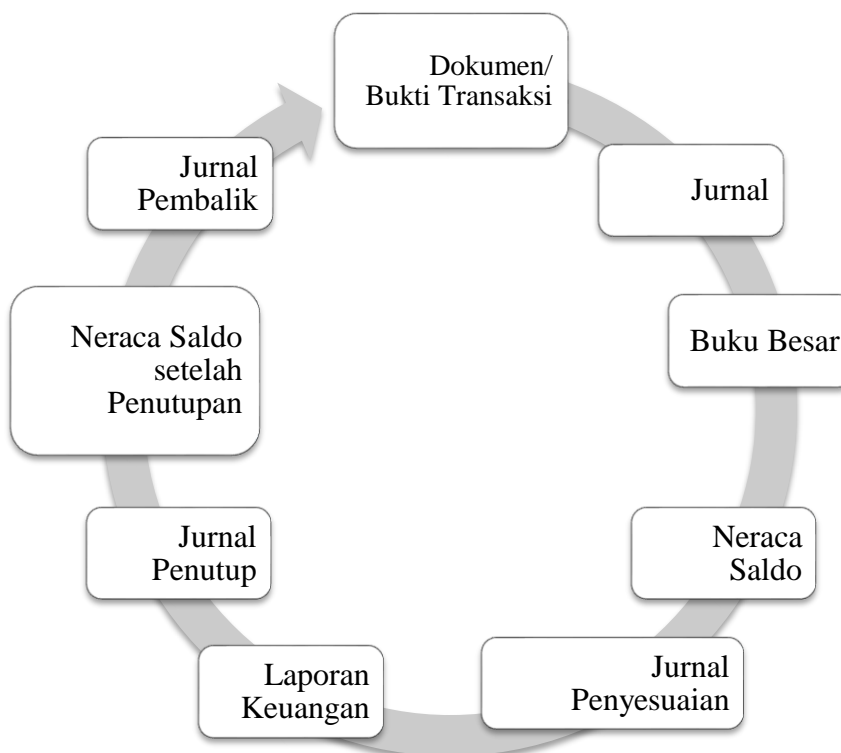 Dokumen/
Bukti Transaksi
Jurnal
Buku Besar
Neraca
Saldo
Jurnal
Penyesuaian
Laporan
Keuangan
Jurnal
Penutup
Neraca Saldo
setelah
Penutupan
Jurnal
Pembalik